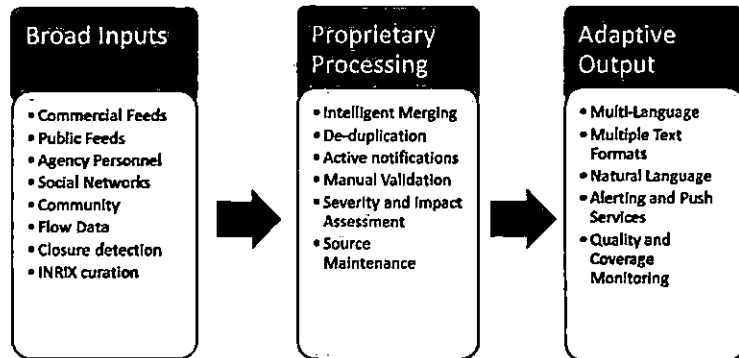 Broad Inputs
• Commercial Feeds
• Public Feeds
• Agency Personnel
• Social Networks
• Community
• Flow Data
• Closure detection
• INRIX curation
Proprietary
Processing
• Intelligent Merging
• De-duplication
• Active notifications
• Manual Validation
• Severity and Impact
Assessment
• Source
Maintenance
Adaptive
Output
• Multi-Language
• Multiple Text
Formats
• Natural Language
• Alerting and Push
Services
• Quality and
Coverage
Monitoring